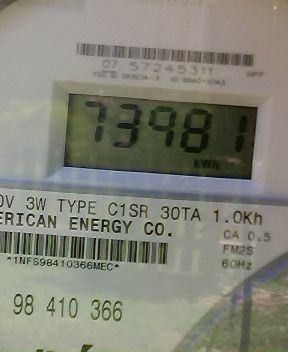 07 57245311
73981
kWh
0V 3W TYPE C1SR 30TA 1.0Kh
ERICAN ENERGY CO.
CA 0.5
FM2S
60Hz
*1NFS98410366MEC*
98 410 366